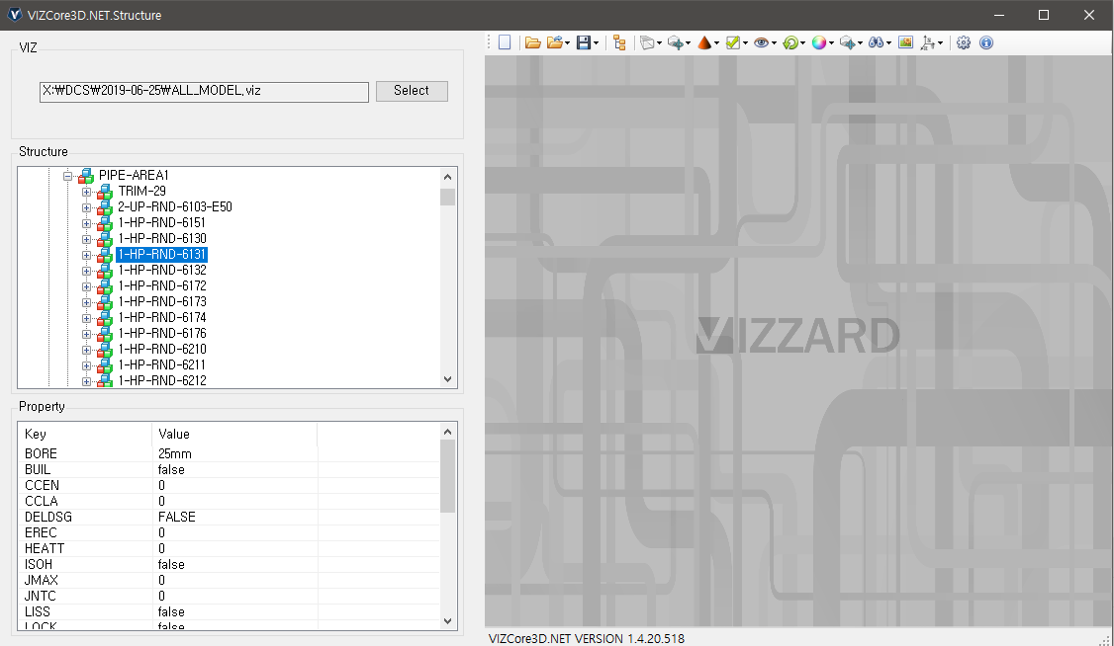 VIZCore3D.NET.Structure
VIZ
X:₩DCS₩2019-06-25₩ALL_MODEL.viz
Select
Structure
PIPE-AREA1
TRIM-29
2-UP-RND-6103-E50
1-HP-RND-6151
1-HP-RND-6130
1-HP-RND-6131
1-HP-RND-6132
1-HP-RND-6172
1-HP-RND-6173
1-HP-RND-6174
1-HP-RND-6176
1-HP-RND-6210
1-HP-RND-6211
1-HP-RND-6212
Property
Key Value
BORE 25mm
BUIL false
CCEN 0
CCLA 0
DELDSG FALSE
EREC 0
HEATT 0
ISOH false
JMAX 0
JNTC 0
LISS false
LOCK false
VIZZARD
VIZCore3D.NET VERSION 1.4.20.518